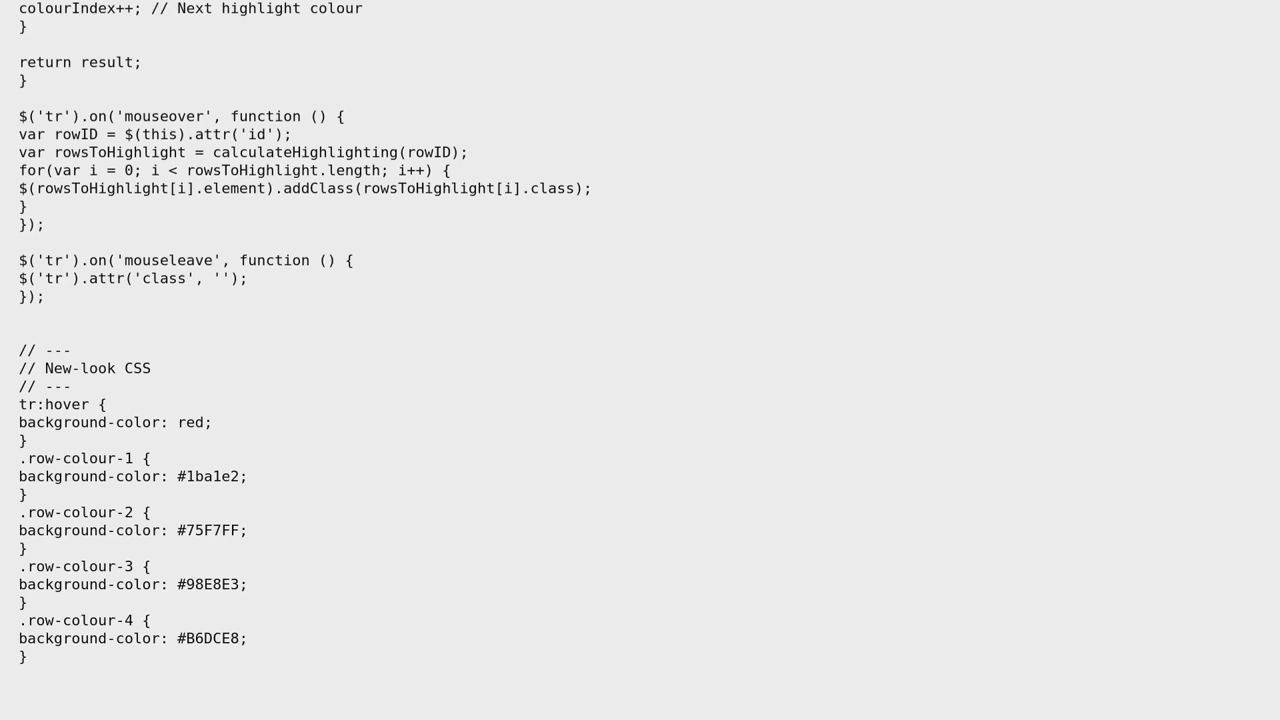 colourIndex++; // Next highlight colour
}
return result;
}
$('tr').on('mouseover', function () {
var rowID = $(this).attr('id');
var rowsToHighlight = calculateHighlighting(rowID);
for(var i = 0; i < rowsToHighlight.length; i++) {
$(rowsToHighlight[i].element).addClass(rowsToHighlight[i].class);
}
});
$('tr').on('mouseleave', function () {
$('tr').attr('class', '');
});
// ---
// New-look CSS
// ---
tr:hover {
background-color: red;
}
.row-colour-1 {
background-color: #1ba1e2;
}
.row-colour-2 {
background-color: #75F7FF;
}
.row-colour-3 {
background-color: #98E8E3;
}
.row-colour-4 {
background-color: #B6DCE8;
}